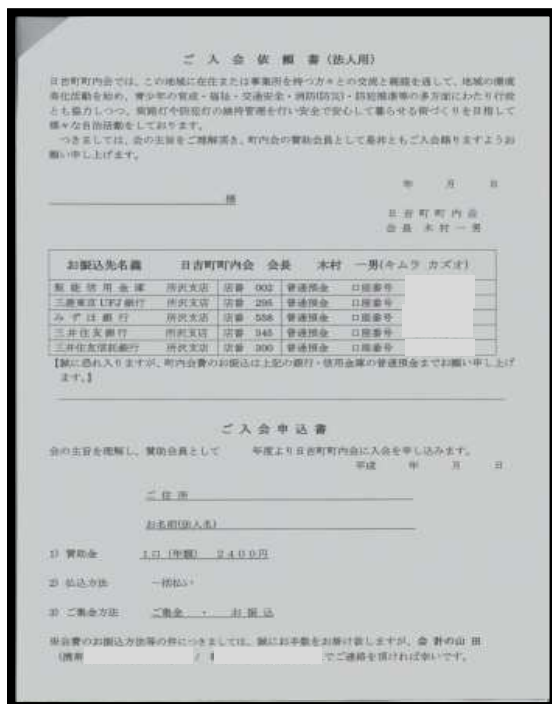 ご 入 会 依 頼 書 (法人用)
日吉町町内会では、この地域に在住または事業所を持つ方々との交流と親睦を通して、地域の環境
美化活動を始め、青少年の育成・福祉・交通安全・消防(防災)・防犯推進等の多方面にわたり行政
とも協力しつつ、街路灯や防犯灯の維持管理を行い安全で安心して暮らせる街づくりを目指して
様々な自治活動をしております。
つきましては、会の主旨をご理解頂き、町内会の賛助会員として是非ともご入会賜りますようお
願い申し上げます。
年 月 日
様
日 吉 町 町 内 会
会 長 木 村 一 男
お振込先名義 日吉町町内会 会長 木村 一男(キムラ カズオ)
飯 能 信 用 金 庫 所沢支店 店番 002 普通預金 口座番号
三菱東京 UFJ 銀行 所沢支店 店番 295 普通預金 口座番号
み ず ほ 銀 行 所沢支店 店番 558 普通預金 口座番号
三 井 住 友 銀 行 所沢支店 店番 545 普通預金 口座番号
三井住友信託銀行 所沢支店 店番 300 普通預金 口座番号
【誠に恐れ入りますが、町内会費のお振込は上記の銀行・信用金庫の普通預金までお願い申し上げ
ます。】
ご 入 会 申 込 書
会の主旨を理解し、賛助会員として 年度より日吉町町内会に入会を申し込みます。
平成 年 月 日
ご 住 所
お名前(法人名)
1) 賛助金 1口 (年額) 2400円
2) 払込方法 一括払い
3) ご集金方法 ご集金 ・ お 振 込
※会費のお振込方法等の件につきましては、誠にお手数をお掛け致しますが、会 計の山 田
(携帯 / でご連絡を頂ければ幸いです。